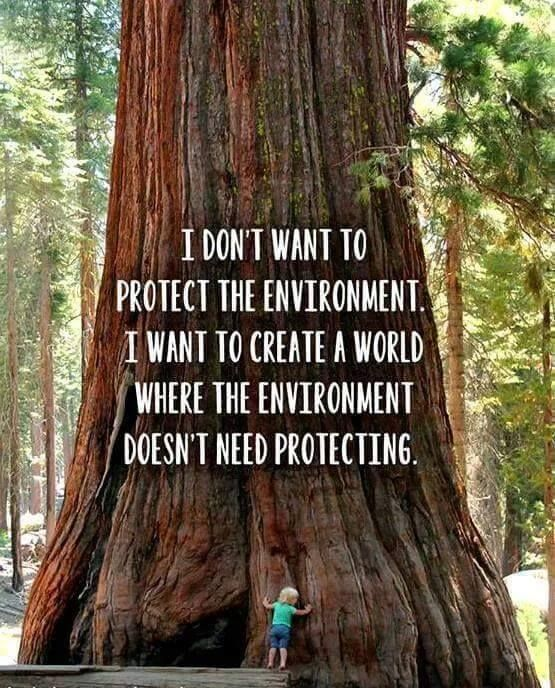 I DON'T WANT TO
PROTECT THE ENVIRONMENT.
I WANT TO CREATE A WORLD
WHERE THE ENVIRONMENT
DOESN'T NEED PROTECTING.